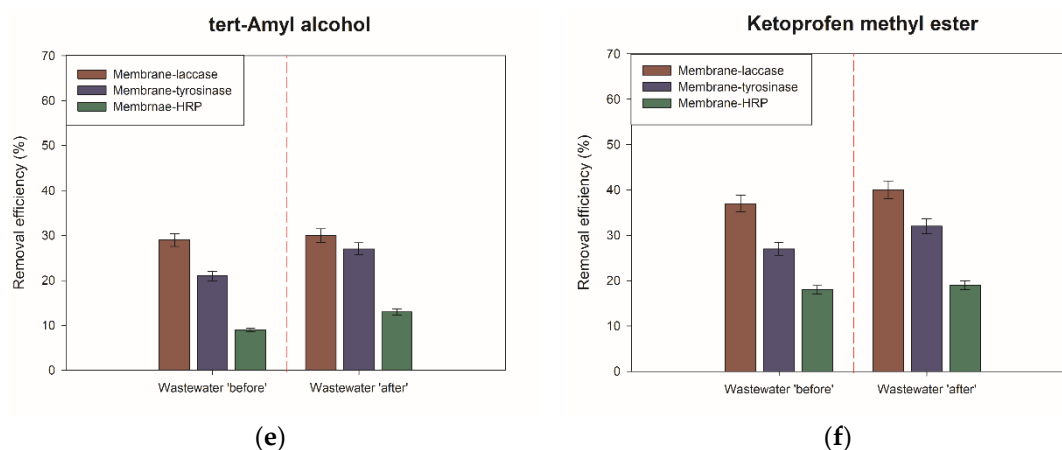 tert-Amyl alcohol
70
60
50
40
30
20
10
0
Removal efficiency (%)
Membrane-laccase
Membrane-tyrosinase
Membrnae-HRP
Wastewater 'before'
Wastewater 'after'
(e)
Ketoprofen methyl ester
70
60
50
40
30
20
10
0
Removal efficiency (%)
Membrane-laccase
Membrane-tyrosinase
Membrane-HRP
Wastewater 'before'
Wastewater 'after'
(f)